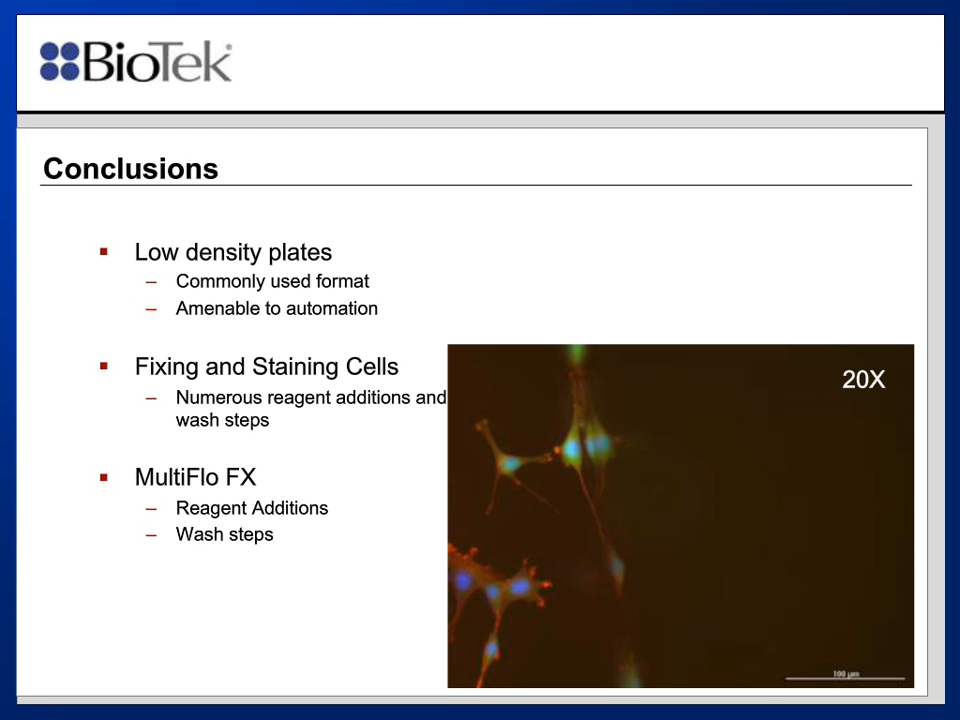 BioTek
Conclusions
▪ Low density plates
– Commonly used format
– Amenable to automation
▪ Fixing and Staining Cells
– Numerous reagent additions and
wash steps
▪ MultiFlo FX
– Reagent Additions
– Wash steps
20X
100 µm